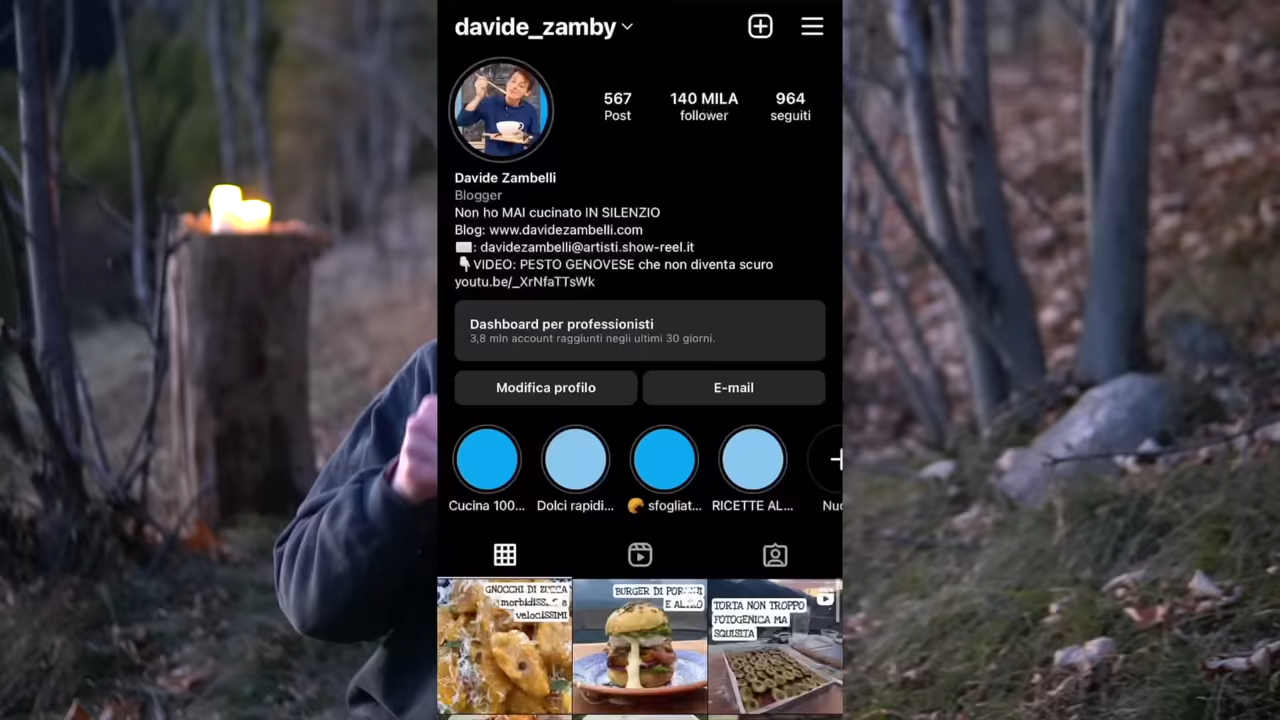 davide_zamby
567
Post
140 MILA
follower
964
seguiti
Davide Zambelli
Blogger
Non ho MAI cucinato IN SILENZIO
Blog: www.davidezambelli.com
: davidezambelli@artisti.show-reel.it
👇VIDEO: PESTO GENOVESE che non diventa scuro
youtu.be/_XrNfaTTsWk
Dashboard per professionisti
3,8 mln account raggiunti negli ultimi 30 giorni.
Modifica profilo
E-mail
Cucina 100...
Dolci rapidi...
🥐 sfogliat...
RICETTE AL...
GNOCCHI DI ZUCCA
velocissimi
BURGER DI
E ALTRO
TORTA NON TROPPO
FOTOGENICA MA
SQUISITA